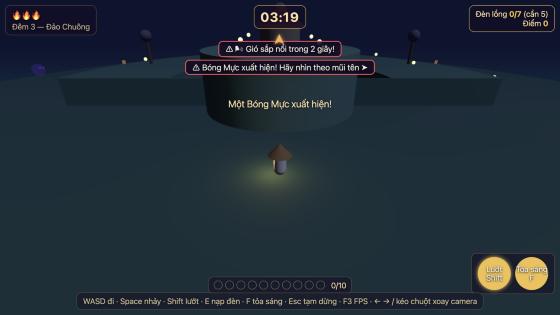 Đêm 3 — Đảo Chuông
03:19
Đèn lồng 0/7 (cần 5)
Điểm 0
⚠ Gió sắp nổi trong 2 giây!
⚠ Bóng Mực xuất hiện! Hãy nhìn theo mũi tên ➤
Một Bóng Mực xuất hiện!
Lướt
Shift
Tỏa sáng
F
0/10
WASD đi · Space nhảy · Shift lướt · E nạp đèn · F tỏa sáng · Esc tạm dừng · F3 FPS · ← → / kéo chuột xoay camera